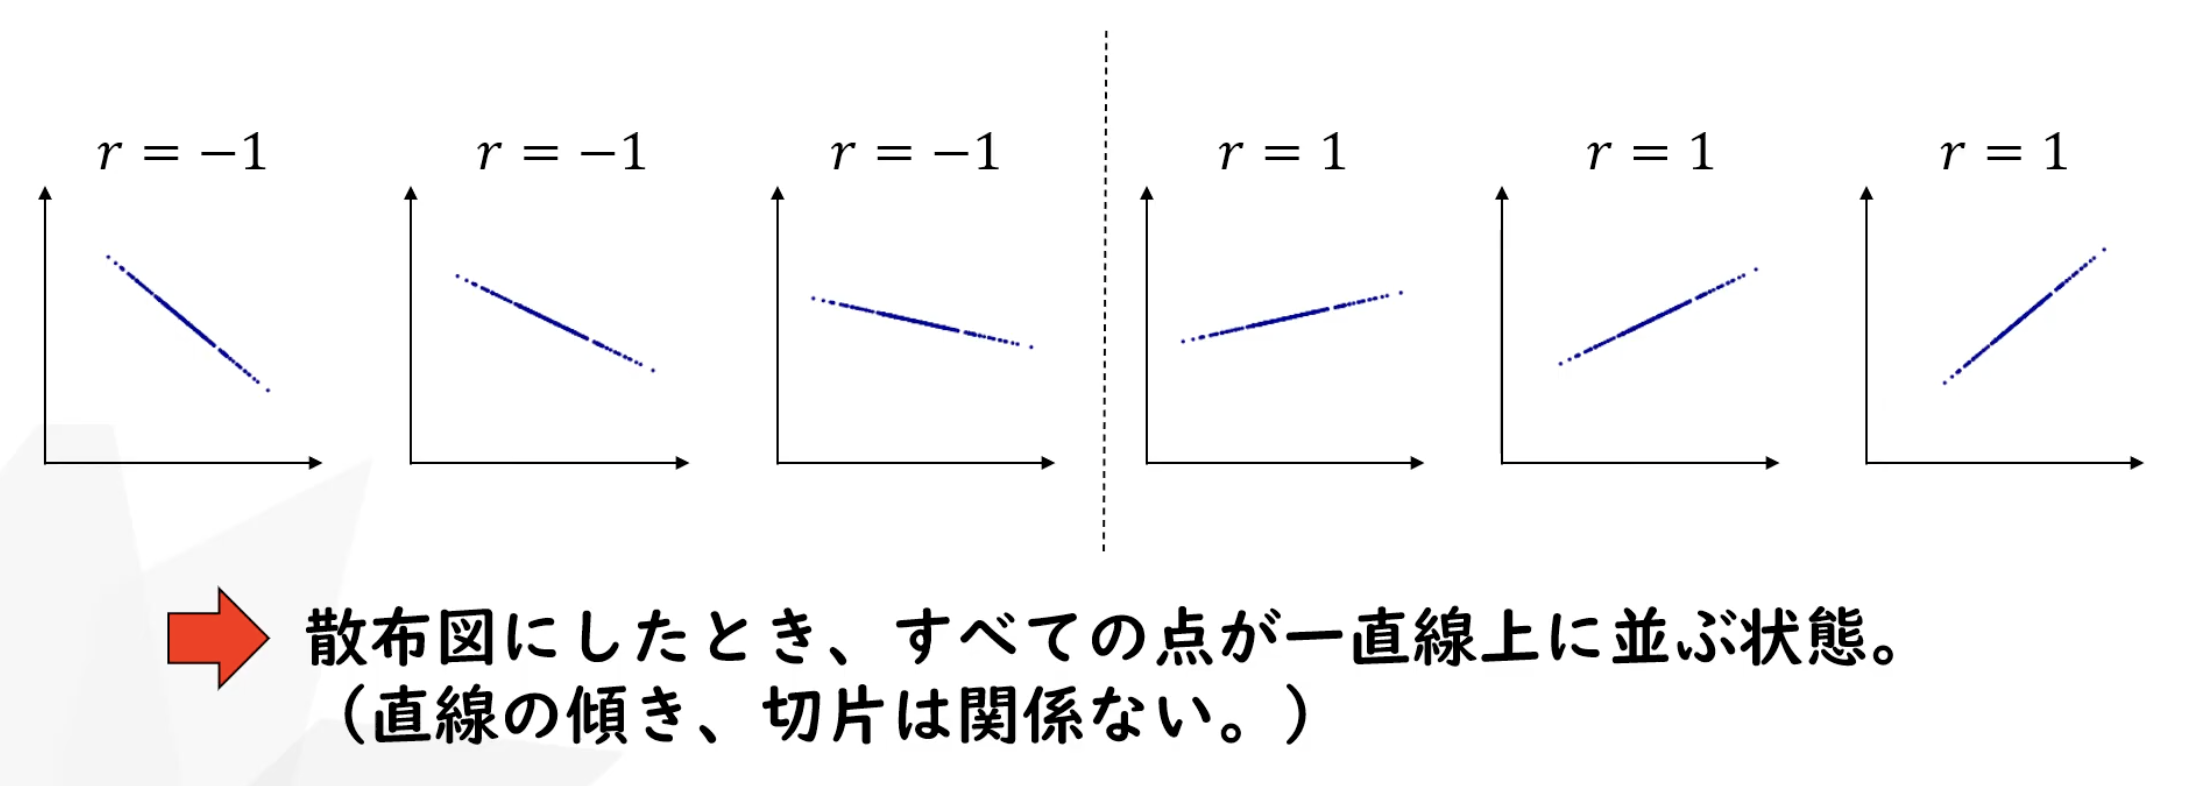 r = −1
r = −1
r = −1
r = 1
r = 1
r = 1
散布図にしたとき、すべての点が一直線上に並ぶ状態。
（直線の傾き、切片は関係ない。）